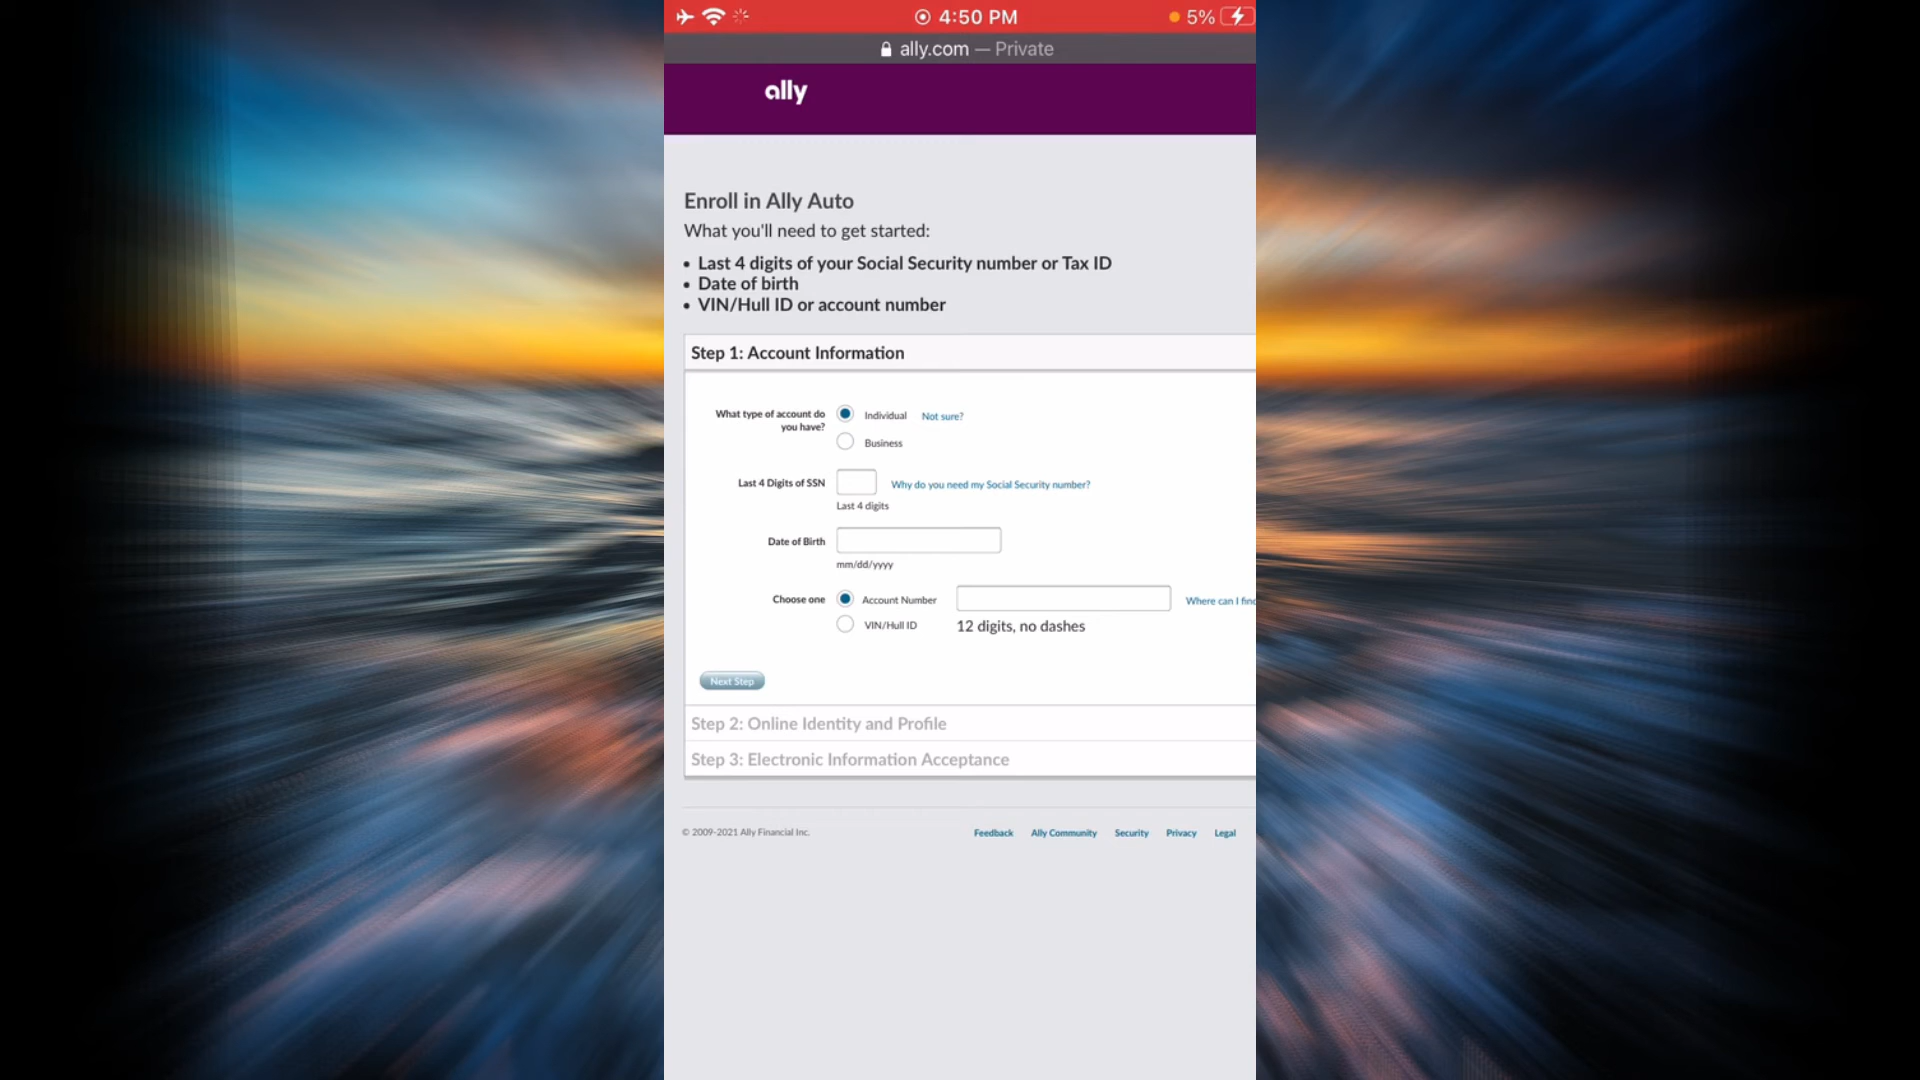 4:50 PM
5%
ally.com — Private
ally
Enroll in Ally Auto
What you'll need to get started:
• Last 4 digits of your Social Security number or Tax ID
• Date of birth
• VIN/Hull ID or account number
Step 1: Account Information
What type of account do you have?
Individual Not sure?
Business
Last 4 Digits of SSN Why do you need my Social Security number?
Last 4 digits
Date of Birth
mm/dd/yyyy
Choose one Account Number Where can I
VIN/Hull ID 12 digits, no dashes
Next Step
Step 2: Online Identity and Profile
Step 3: Electronic Information Acceptance
© 2009-2021 Ally Financial Inc. Feedback Ally Community Security Privacy Legal